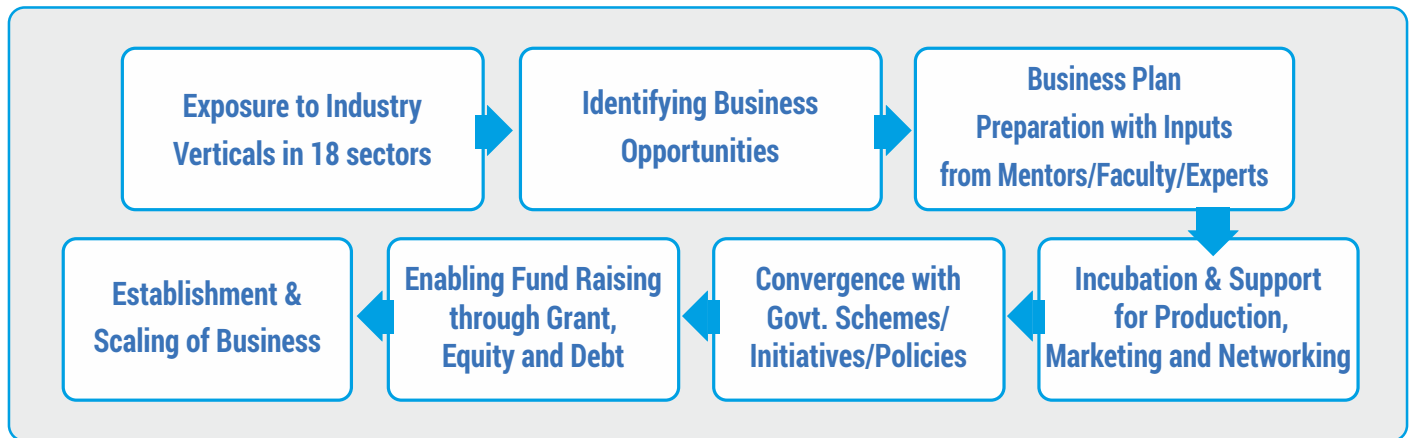 Exposure to Industry
Verticals in 18 sectors
Identifying Business
Opportunities
Business Plan
Preparation with Inputs
from Mentors/Faculty/Experts
Incubation & Support
for Production,
Marketing and Networking
Convergence with
Govt. Schemes/
Initiatives/Policies
Enabling Fund Raising
through Grant,
Equity and Debt
Establishment &
Scaling of Business